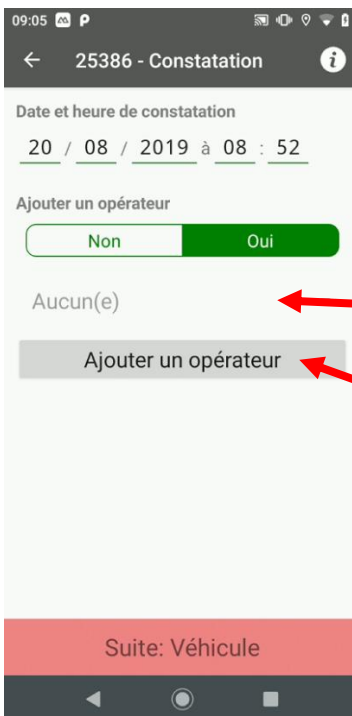 09:05
25386 - Constatation
Date et heure de constatation
20 / 08 / 2019 à 08 : 52
Ajouter un opérateur
Non Oui
Aucun(e)
Ajouter un opérateur
Suite: Véhicule